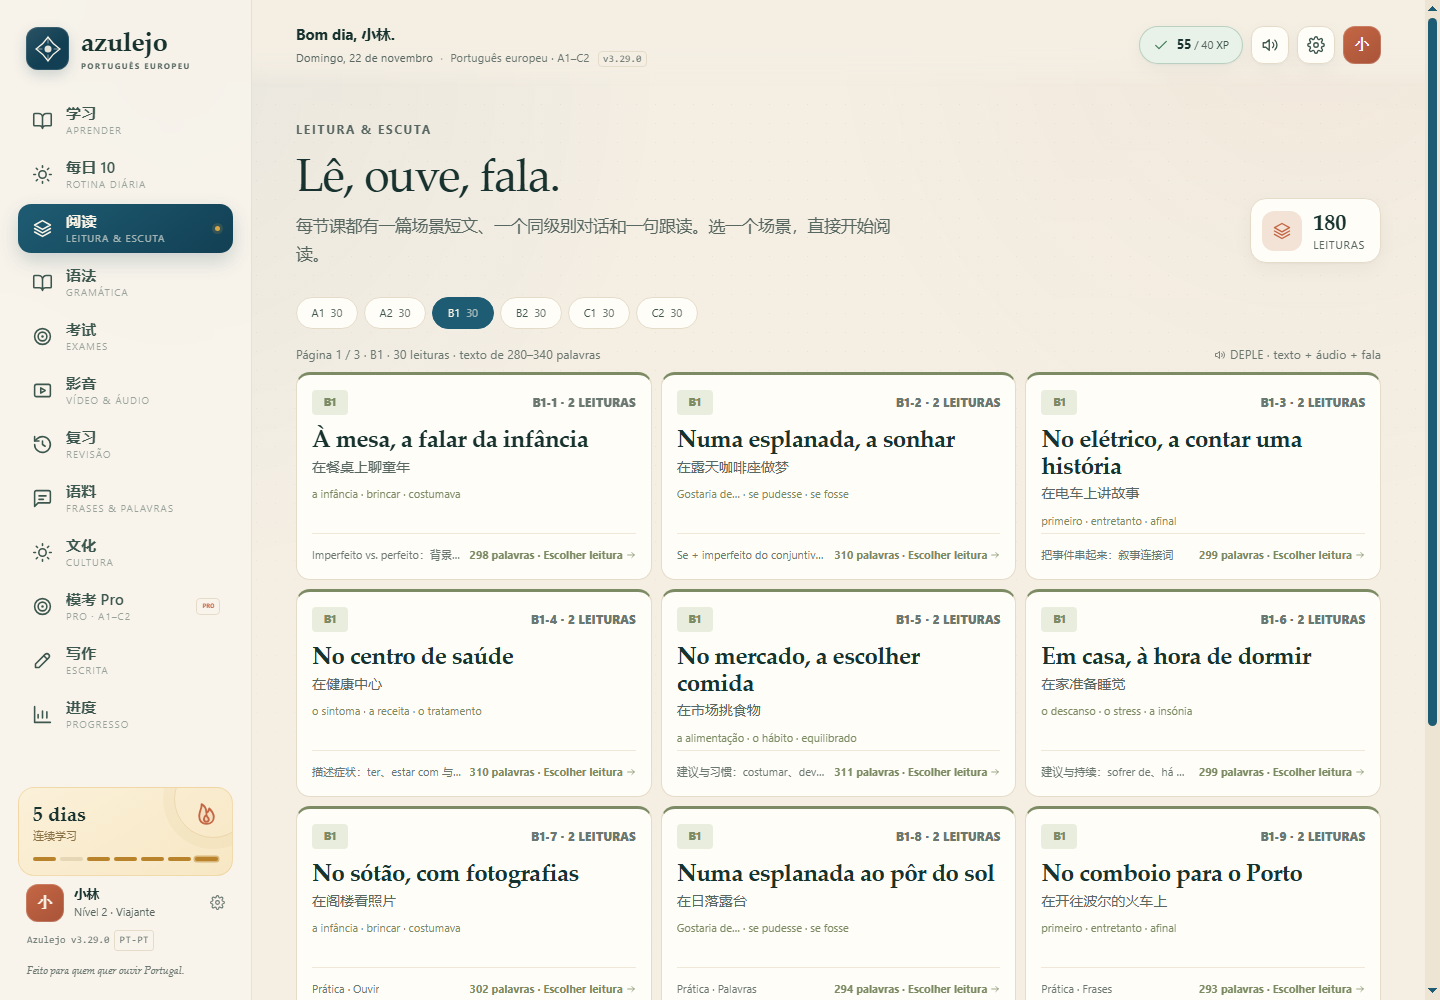 azulejo
PORTUGUÊS EUROPEU
学习
APRENDER
每日 10
ROTINA DIÁRIA
阅读
LEITURA & ESCUTA
语法
GRAMÁTICA
考试
EXAMES
影音
VÍDEO & ÁUDIO
复习
REVISÃO
语料
FRASES & PALAVRAS
文化
CULTURA
模考 Pro
PRO · A1–C2
PRO
写作
ESCRITA
进度
PROGRESSO
5 dias
连续学习
小
小林
Nível 2 · Viajante
Azulejo v3.29.0 PT-PT
Feito para quem quer ouvir Portugal.
Bom dia, 小林.
Domingo, 22 de novembro · Português europeu · A1–C2 v3.29.0
55 / 40 XP
小
LEITURA & ESCUTA
Lê, ouve, fala.
每节课都有一篇场景短文、一个同级别对话和一句跟读。选一个场景，直接开始阅
读。
180
LEITURAS
A1 30
A2 30
B1 30
B2 30
C1 30
C2 30
Página 1 / 3 · B1 · 30 leituras · texto de 280–340 palavras
DEPLE · texto + áudio + fala
B1
B1-1 · 2 LEITURAS
À mesa, a falar da infância
在餐桌上聊童年
a infância · brincar · costumava
Imperfeito vs. perfeito：背景... 298 palavras · Escolher leitura →
B1
B1-2 · 2 LEITURAS
Numa esplanada, a sonhar
在露天咖啡座做梦
Gostaria de... · se pudesse · se fosse
Se + imperfeito do conjuntiv... 310 palavras · Escolher leitura →
B1
B1-3 · 2 LEITURAS
No elétrico, a contar uma
história
在电车上讲故事
primeiro · entretanto · afinal
把事件串起来：叙事连接词 299 palavras · Escolher leitura →
B1
B1-4 · 2 LEITURAS
No centro de saúde
在健康中心
o sintoma · a receita · o tratamento
描述症状：ter、estar com 与... 310 palavras · Escolher leitura →
B1
B1-5 · 2 LEITURAS
No mercado, a escolher
comida
在市场挑食物
a alimentação · o hábito · equilibrado
建议与习惯：costumar、dev... 311 palavras · Escolher leitura →
B1
B1-6 · 2 LEITURAS
Em casa, à hora de dormir
在家准备睡觉
o descanso · o stress · a insónia
建议与持续：sofrer de、há ... 299 palavras · Escolher leitura →
B1
B1-7 · 2 LEITURAS
No sótão, com fotografias
在阁楼看照片
a infância · brincar · costumava
Prática · Ouvir 302 palavras · Escolher leitura →
B1
B1-8 · 2 LEITURAS
Numa esplanada ao pôr do sol
在日落露台
Gostaria de... · se pudesse · se fosse
Prática · Palavras 294 palavras · Escolher leitura →
B1
B1-9 · 2 LEITURAS
No comboio para o Porto
在开往波尔的火车上
primeiro · entretanto · afinal
Prática · Frases 293 palavras · Escolher leitura →